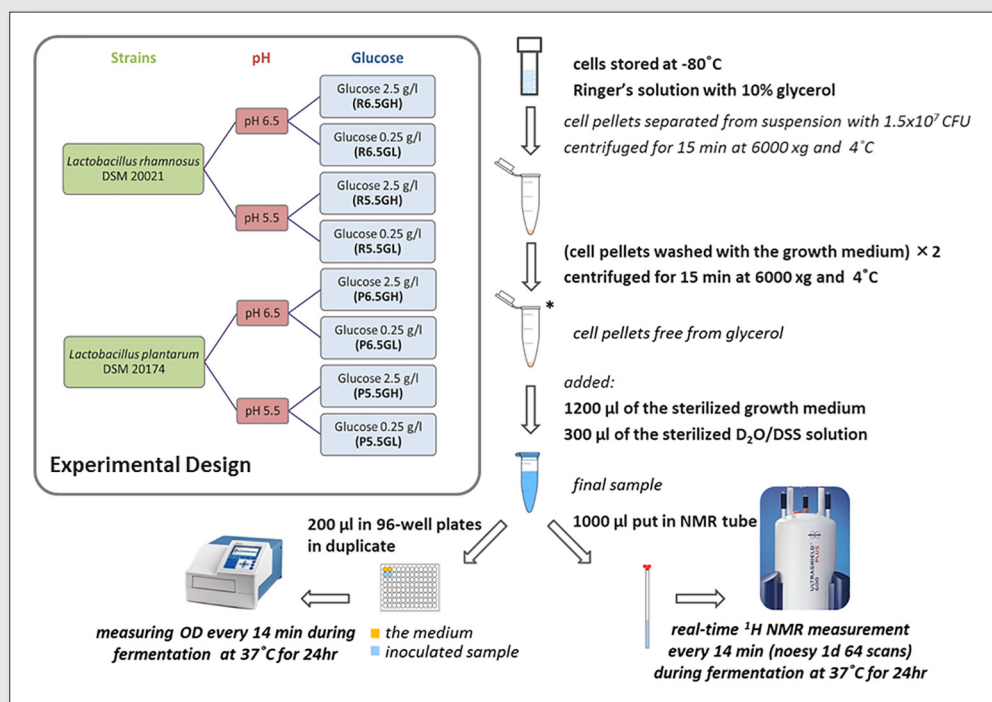 Strains pH Glucose
Lactobacillus rhamnosus
DSM 20021
pH 6.5
Glucose 2.5 g/l
(R6.5GH)
Glucose 0.25 g/l
(R6.5GL)
pH 5.5
Glucose 2.5 g/l
(R5.5GH)
Glucose 0.25 g/l
(R5.5GL)
Lactobacillus plantarum
DSM 20174
pH 6.5
Glucose 2.5 g/l
(P6.5GH)
Glucose 0.25 g/l
(P6.5GL)
pH 5.5
Glucose 2.5 g/l
(P5.5GH)
Glucose 0.25 g/l
(P5.5GL)
Experimental Design
cells stored at -80˚C
Ringer's solution with 10% glycerol
cell pellets separated from suspension with 1.5x10⁷ CFU
centrifuged for 15 min at 6000 xg and 4˚C
(cell pellets washed with the growth medium) × 2
centrifuged for 15 min at 6000 xg and 4˚C
*
cell pellets free from glycerol
added:
1200 µl of the sterilized growth medium
300 µl of the sterilized D₂O/DSS solution
final sample
1000 µl put in NMR tube
200 µl in 96-well plates
in duplicate
the medium
inoculated sample
measuring OD every 14 min during
fermentation at 37˚C for 24hr
ULTRASHIELD
600 PLUS
real-time ¹H NMR measurement
every 14 min (noesy 1d 64 scans)
during fermentation at 37˚C for 24hr